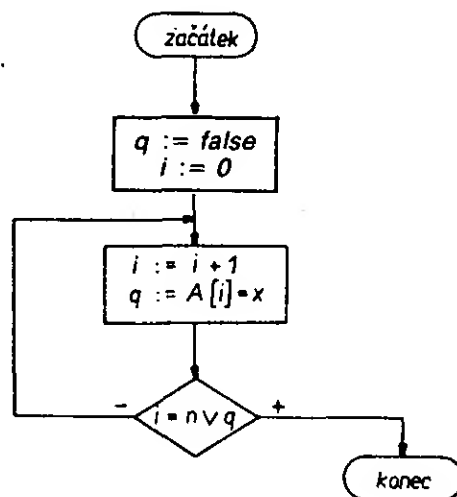 začátek
q := false
i := 0
i := i + 1
q := A[i] = x
i = n ∨ q
-
+
konec